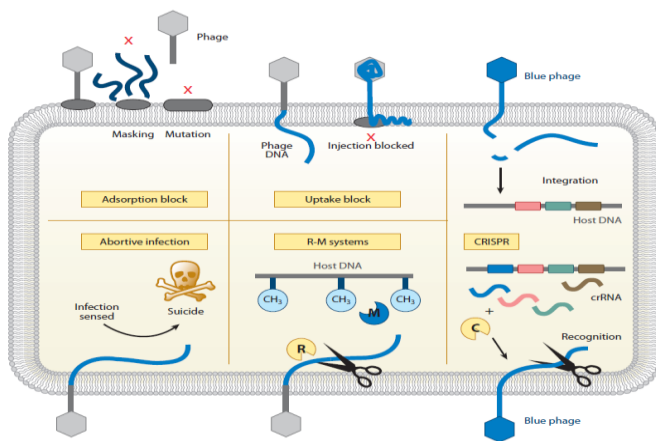 X
Phage
X
Masking
Mutation
Phage
DNA
X
Injection blocked
Adsorption block
Uptake block
Blue phage
Integration
Host DNA
Abortive infection
Infection
sensed
Suicide
R-M systems
Host DNA
CH3
CH3
CH3
M
R
CRISPR
crRNA
+
C
Recognition
Blue phage